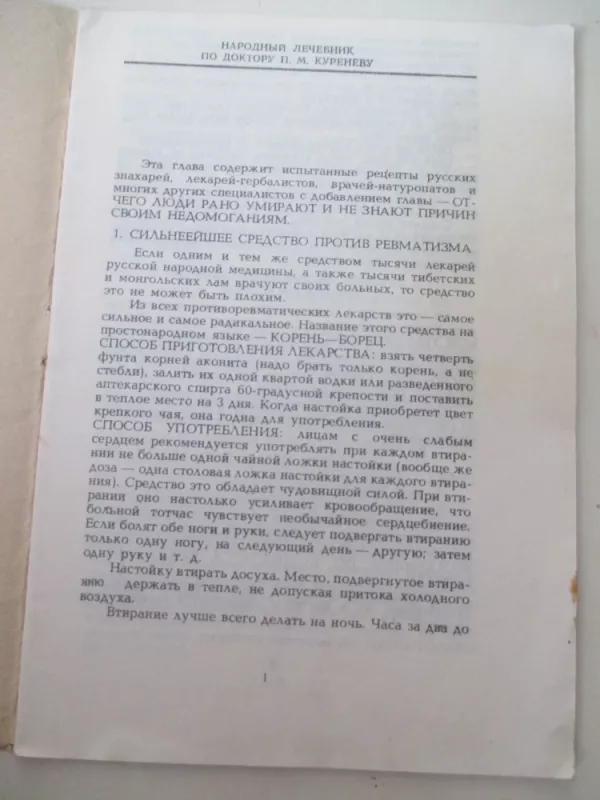 НАРОДНЫЙ ЛЕЧЕБНИК
ПО ДОКТОРУ П. М. КУРЕНЕВУ
Эта глава содержит испытанные рецепты русских
знахарей, лекарей-гербалистов, врачей-натуропатов и
многих других специалистов с добавлением главы — ОТ-
ЧЕГО ЛЮДИ РАНО УМИРАЮТ И НЕ ЗНАЮТ ПРИЧИН
СВОИМ НЕДОМОГАНИЯМ.
1. СИЛЬНЕЕЙШЕЕ СРЕДСТВО ПРОТИВ РЕВМАТИЗМА
Если одним и тем же средством тысячи лекарей
русской народной медицины, а также тысячи тибетских
и монгольских лам врачуют своих больных, то средство
это не может быть плохим.
Из всех противоревматических лекарств это — самое
сильное и самое радикальное. Название этого средства на
простонародном языке — КОРЕНЬ—БОРЕЦ.
СПОСОБ ПРИГОТОВЛЕНИЯ ЛЕКАРСТВА: взять четверть
фунта корней аконита (надо брать только корень, а не
стебли), залить их одной квартой водки или разведенного
аптекарского спирта 60-градусной крепости и поставить
в теплое место на 3 дня. Когда настойка приобретет цвет
крепкого чая, она годна для употребления.
СПОСОБ УПОТРЕБЛЕНИЯ: лицам с очень слабым
сердцем рекомендуется употреблять при каждом втира-
нии не больше одной чайной ложки настойки (вообще же
доза — одна столовая ложка настойки для каждого втира-
ния). Средство это обладает чудовищной силой. При вти-
рании оно настолько усиливает кровообращение, что
больной тотчас чувствует необычайное сердцебиение.
Если болят обе ноги и руки, следует подвергать втиранию
только одну ногу, на следующий день — другую; затем
одну руку и т. д.
Настойку втирать досуха. Место, подвергнутое втира-
янию держать в тепле, не допуская притока холодного
воздуха.
Втирание лучше всего делать на ночь. Часа за два до
1